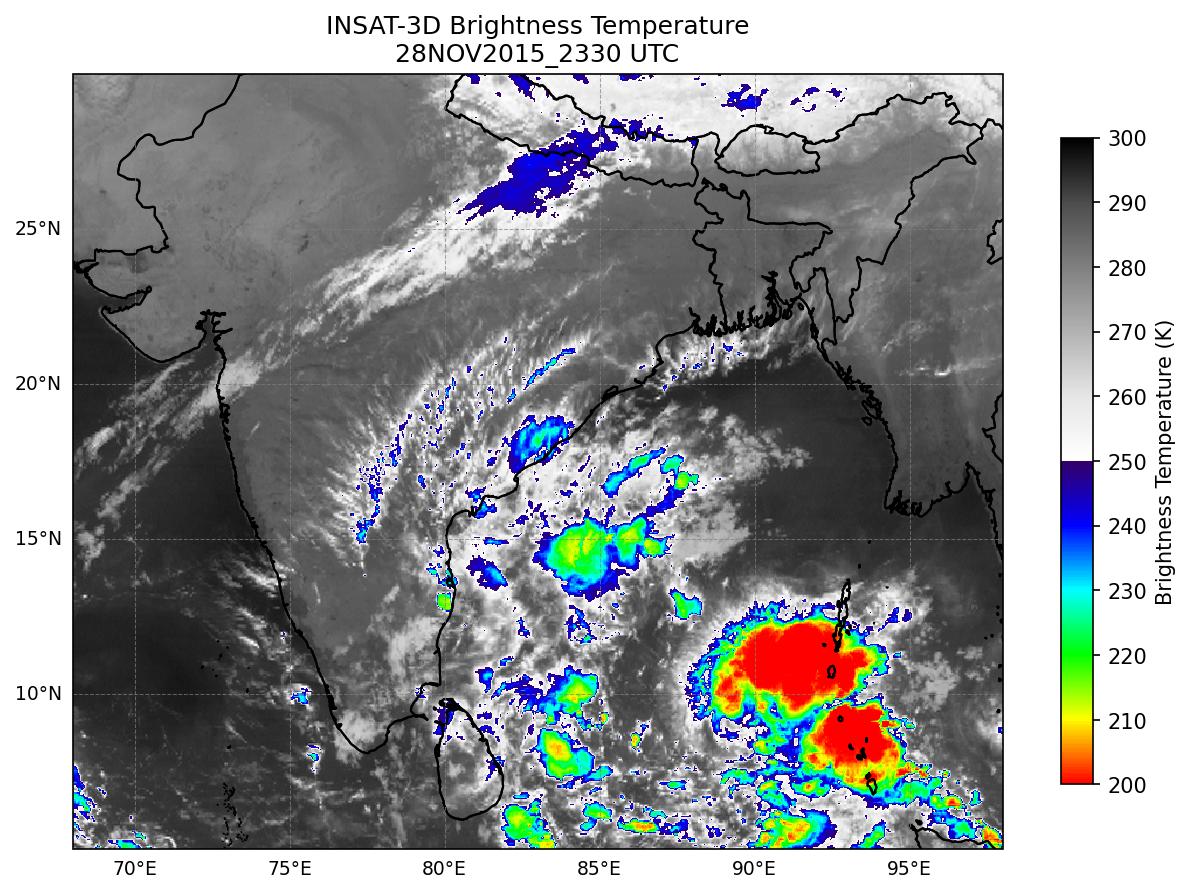 INSAT-3D Brightness Temperature
28NOV2015_2330 UTC
25°N
20°N
15°N
10°N
70°E
75°E
80°E
85°E
90°E
95°E
300
290
280
270
260
250
240
230
220
210
200
Brightness Temperature (K)